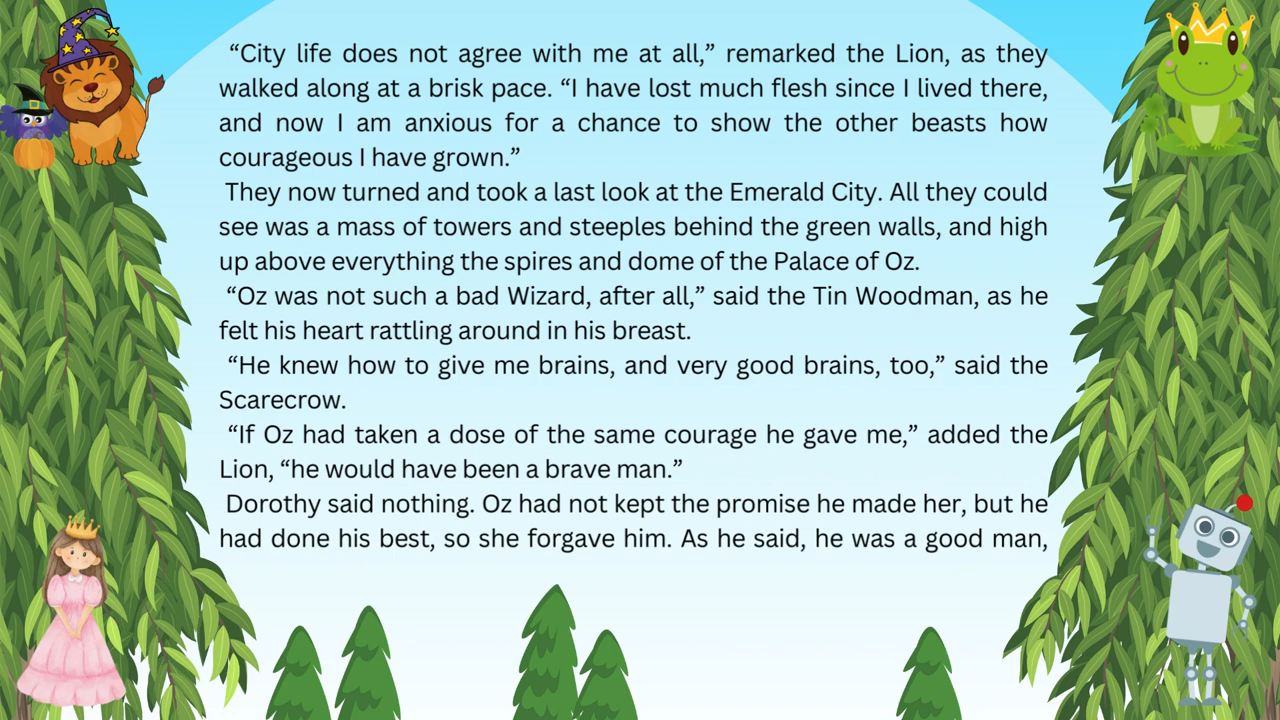 “City life does not agree with me at all,” remarked the Lion, as they
walked along at a brisk pace. “I have lost much flesh since I lived there,
and now I am anxious for a chance to show the other beasts how
courageous I have grown.”
They now turned and took a last look at the Emerald City. All they could
see was a mass of towers and steeples behind the green walls, and high
up above everything the spires and dome of the Palace of Oz.
“Oz was not such a bad Wizard, after all,” said the Tin Woodman, as he
felt his heart rattling around in his breast.
“He knew how to give me brains, and very good brains, too,” said the
Scarecrow.
“If Oz had taken a dose of the same courage he gave me,” added the
Lion, “he would have been a brave man.”
Dorothy said nothing. Oz had not kept the promise he made her, but he
had done his best, so she forgave him. As he said, he was a good man,